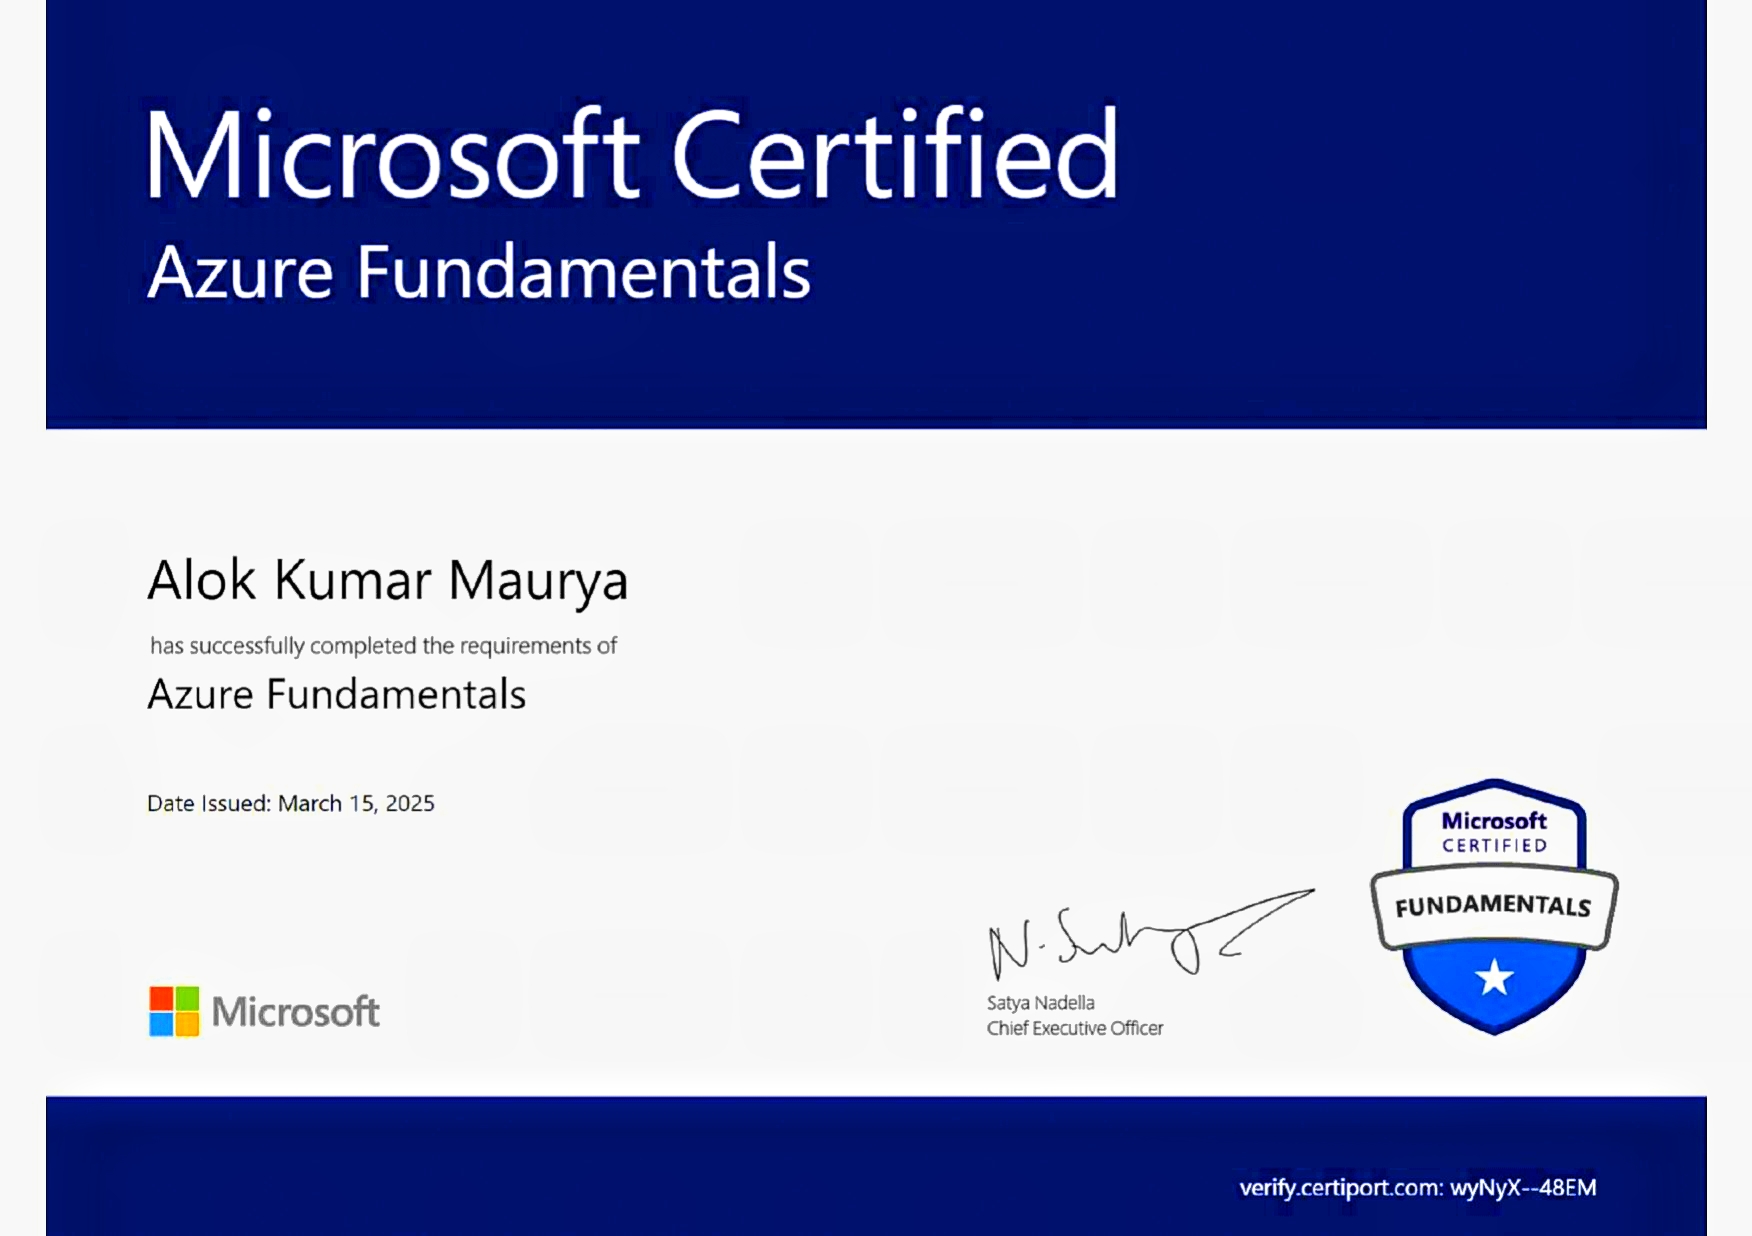 Microsoft Certified
Azure Fundamentals
Alok Kumar Maurya
has successfully completed the requirements of
Azure Fundamentals
Date Issued: March 15, 2025
Microsoft
CERTIFIED
FUNDAMENTALS
N. Satya
Satya Nadella
Chief Executive Officer
Microsoft
verify.certiport.com: wyNyX--48EM